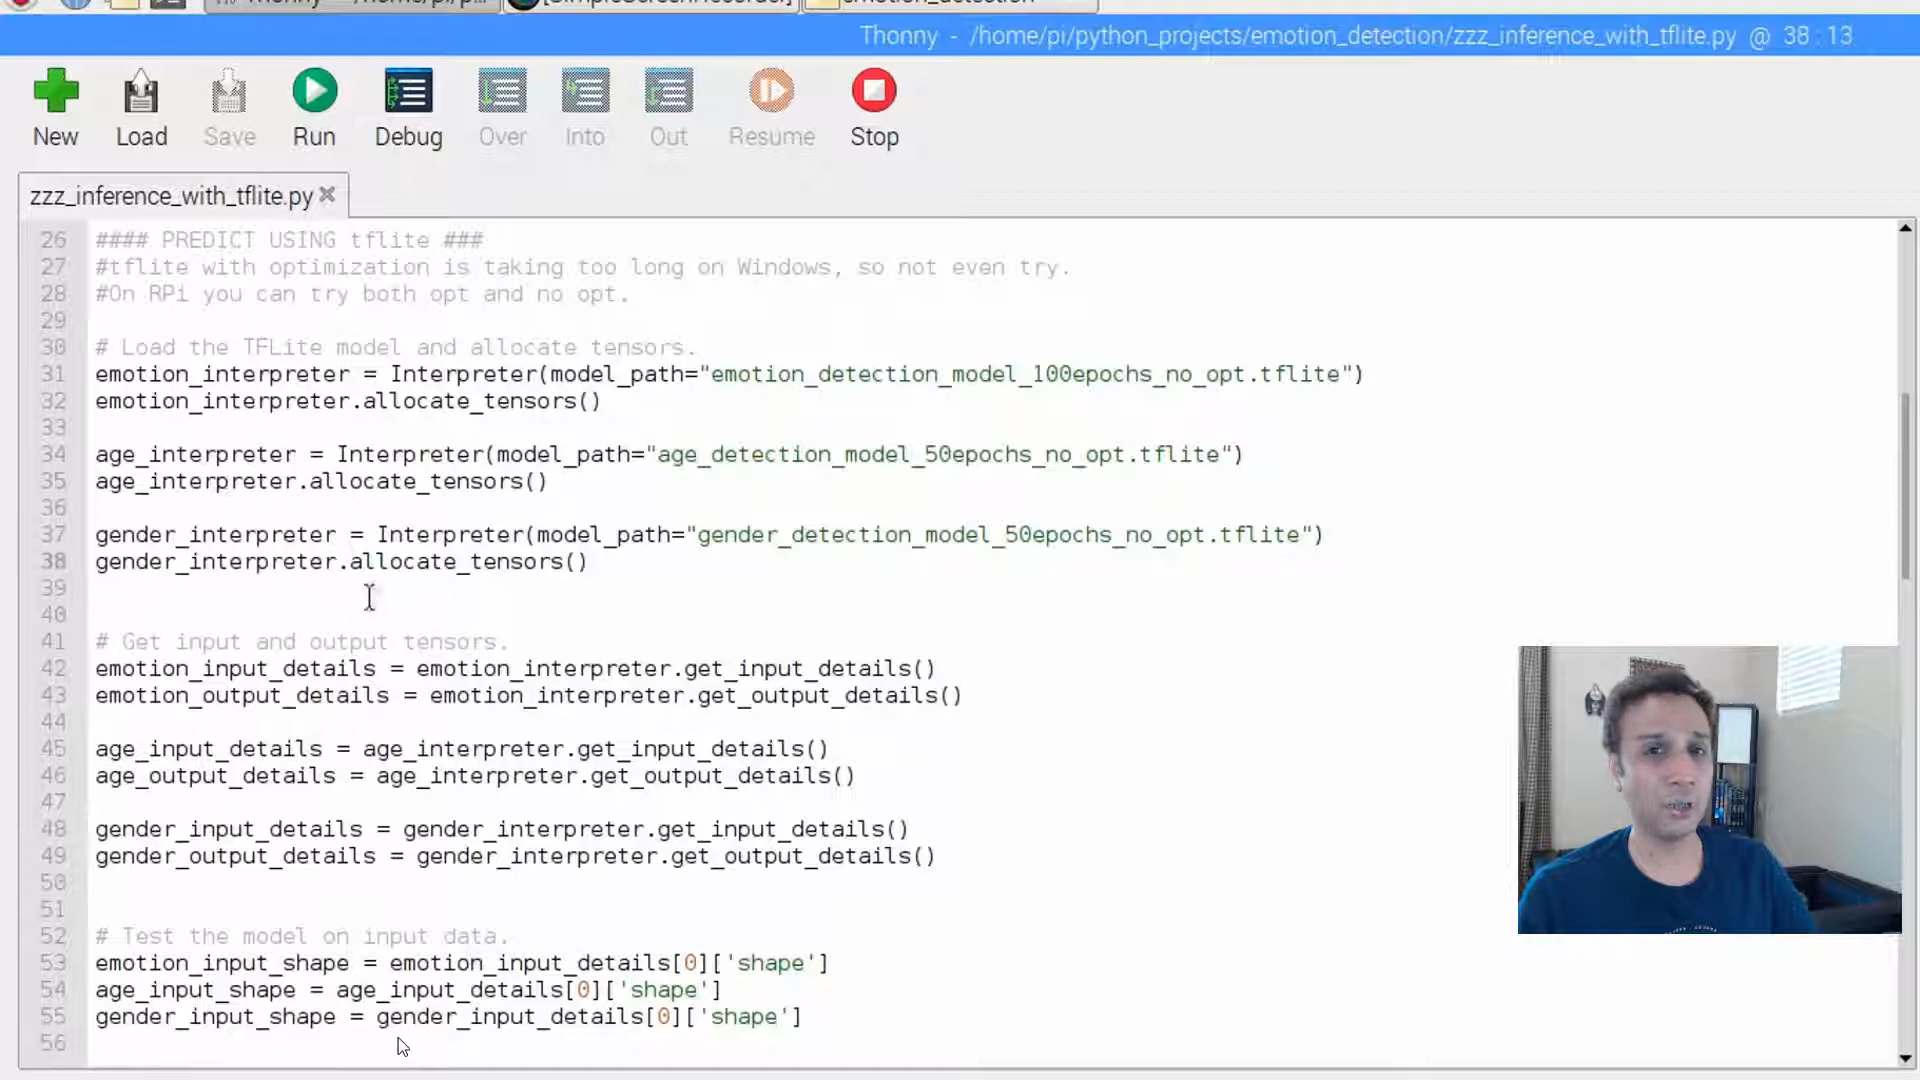 Thonny - /home/pi/p...
[SimpleScreenRecorder]
emotion_detection
Thonny - /home/pi/python_projects/emotion_detection/zzz_inference_with_tflite.py @ 38:13
New Load Save Run Debug Over Into Out Resume Stop
zzz_inference_with_tflite.py
26 #### PREDICT USING tflite ###
27 #tflite with optimization is taking too long on Windows, so not even try.
28 #On RPi you can try both opt and no opt.
29
30 # Load the TFLite model and allocate tensors.
31 emotion_interpreter = Interpreter(model_path="emotion_detection_model_100epochs_no_opt.tflite")
32 emotion_interpreter.allocate_tensors()
33
34 age_interpreter = Interpreter(model_path="age_detection_model_50epochs_no_opt.tflite")
35 age_interpreter.allocate_tensors()
36
37 gender_interpreter = Interpreter(model_path="gender_detection_model_50epochs_no_opt.tflite")
38 gender_interpreter.allocate_tensors()
39
40
41 # Get input and output tensors.
42 emotion_input_details = emotion_interpreter.get_input_details()
43 emotion_output_details = emotion_interpreter.get_output_details()
44
45 age_input_details = age_interpreter.get_input_details()
46 age_output_details = age_interpreter.get_output_details()
47
48 gender_input_details = gender_interpreter.get_input_details()
49 gender_output_details = gender_interpreter.get_output_details()
50
51
52 # Test the model on input data.
53 emotion_input_shape = emotion_input_details[0]['shape']
54 age_input_shape = age_input_details[0]['shape']
55 gender_input_shape = gender_input_details[0]['shape']
56